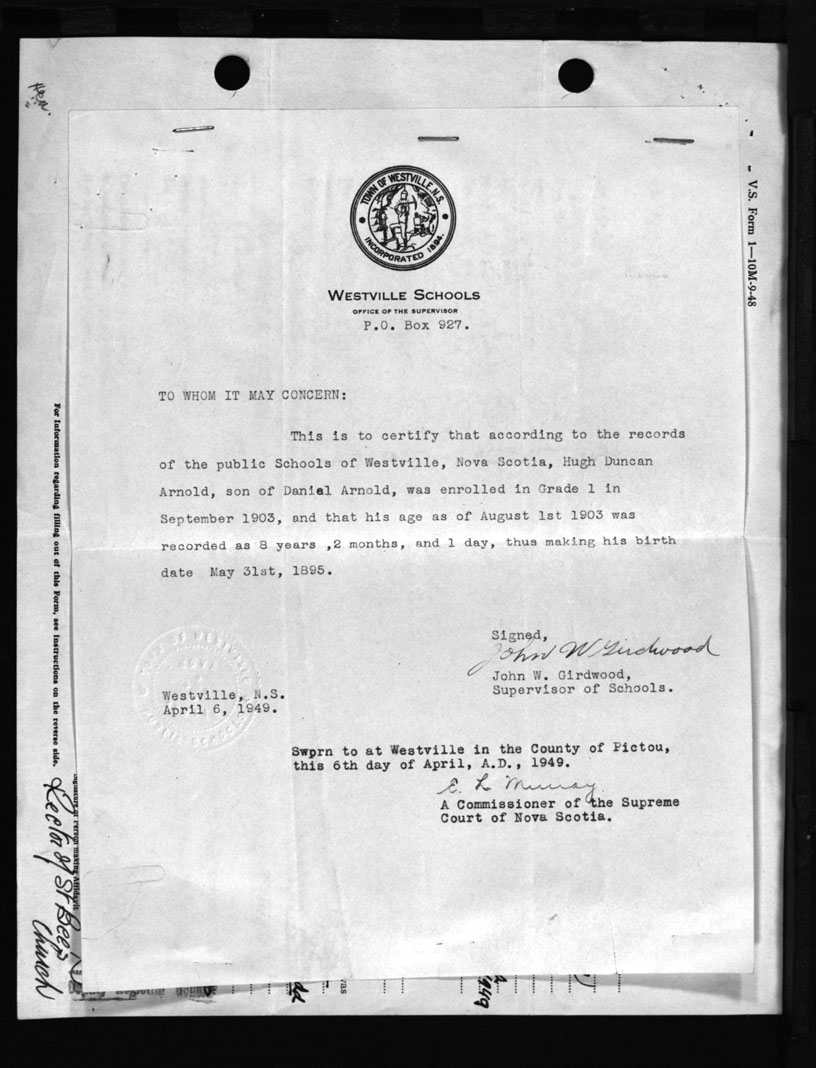 TOWN OF WESTVILLE, N.S.
INCORPORATED 1894.
WESTVILLE SCHOOLS
OFFICE OF THE SUPERVISOR
P.O. Box 927.
TO WHOM IT MAY CONCERN:
This is to certify that according to the records
of the public Schools of Westville, Nova Scotia, Hugh Duncan
Arnold, son of Daniel Arnold, was enrolled in Grade 1 in
September 1903, and that his age as of August 1st 1903 was
recorded as 8 years ,2 months, and 1 day, thus making his birth
date May 31st, 1895.
Signed,
John W Girdwood
John W. Girdwood,
Supervisor of Schools.
Westville, N.S.
April 6, 1949.
Swprn to at Westville in the County of Pictou,
this 6th day of April, A.D., 1949.
E. L. Murray
A Commissioner of the Supreme
Court of Nova Scotia.
V.S. Form 1—10M-9-48
For Information regarding filling out of this Form, see Instructions on the reverse side.
Rector of St Bees
Church
1949